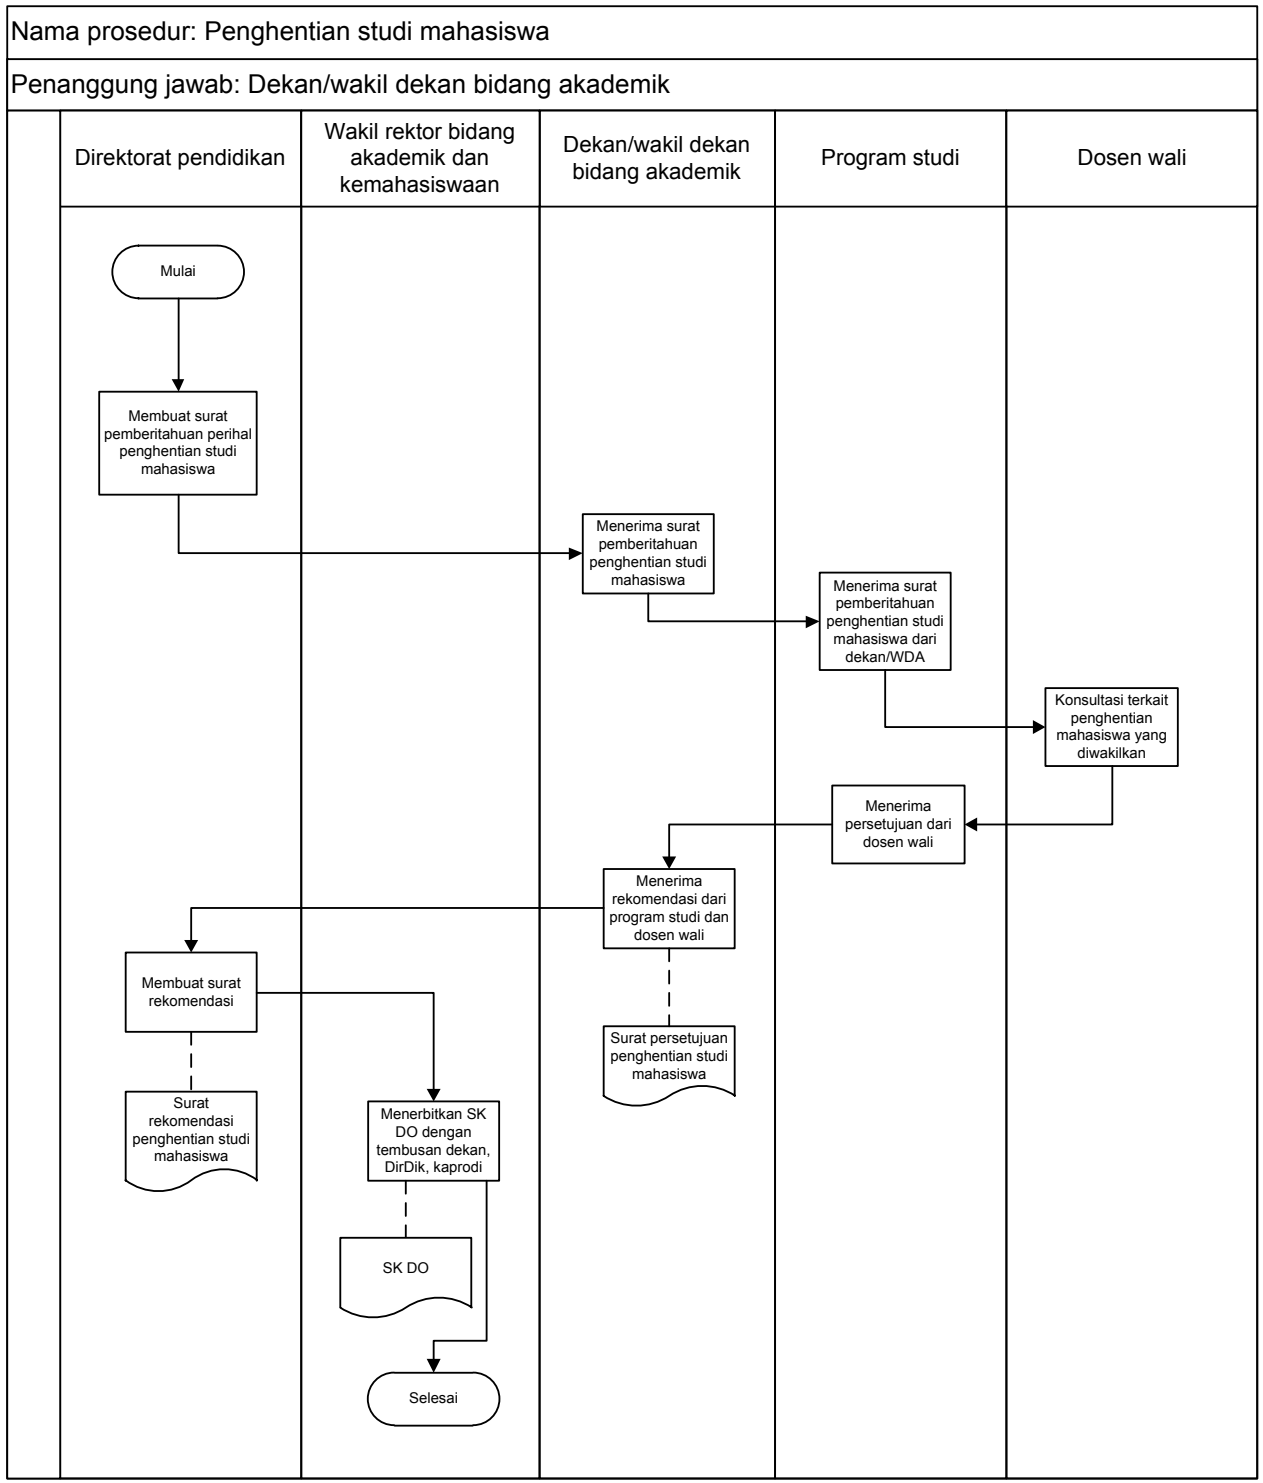 Nama prosedur: Penghentian studi mahasiswa
Penanggung jawab: Dekan/wakil dekan bidang akademik
Direktorat pendidikan
Wakil rektor bidang
akademik dan
kemahasiswaan
Dekan/wakil dekan
bidang akademik
Program studi
Dosen wali
Mulai
Membuat surat
pemberitahuan perihal
penghentian studi
mahasiswa
Menerima surat
pemberitahuan
penghentian studi
mahasiswa
Menerima surat
pemberitahuan
penghentian studi
mahasiswa dari
dekan/WDA
Konsultasi terkait
penghentian
mahasiswa yang
diwakilkan
Menerima
persetujuan dari
dosen wali
Menerima
rekomendasi dari
program studi dan
dosen wali
Membuat surat
rekomendasi
Surat persetujuan
penghentian studi
mahasiswa
Surat
rekomendasi
penghentian studi
mahasiswa
Menerbitkan SK
DO dengan
tembusan dekan,
DirDik, kaprodi
SK DO
Selesai